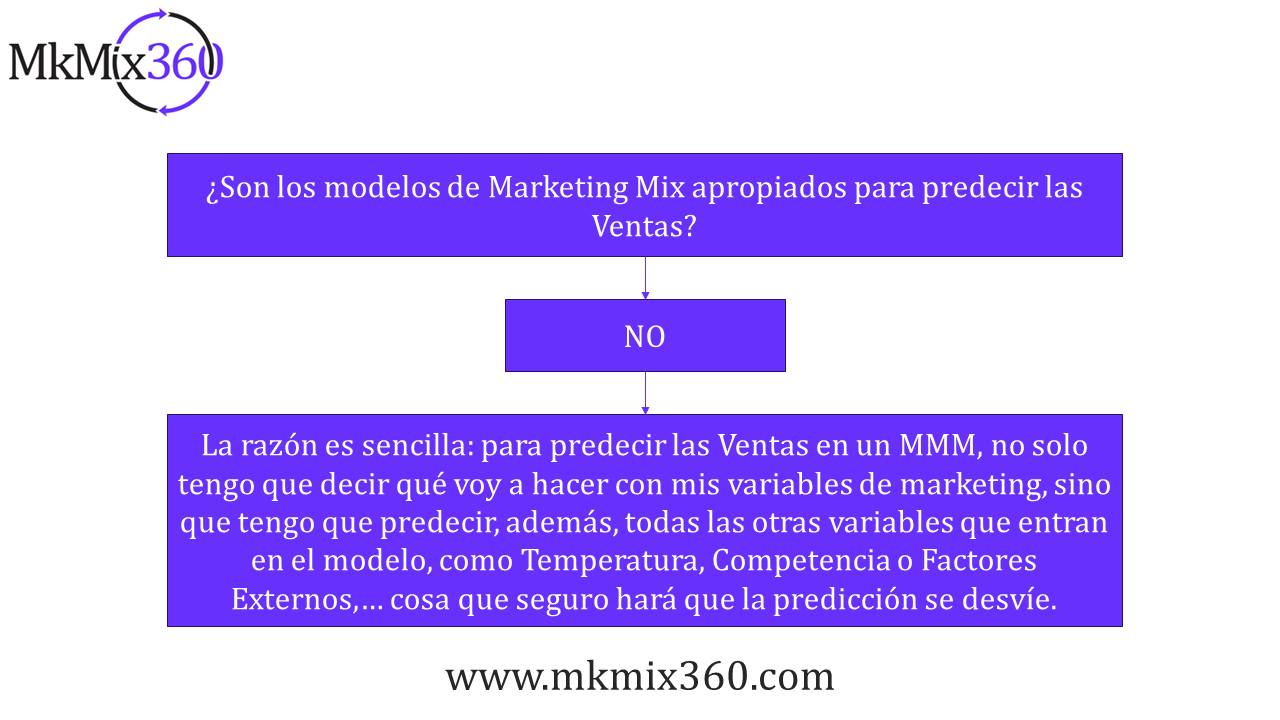 MkMix360
¿Son los modelos de Marketing Mix apropiados para predecir las
Ventas?
NO
La razón es sencilla: para predecir las Ventas en un MMM, no solo
tengo que decir qué voy a hacer con mis variables de marketing, sino
que tengo que predecir, además, todas las otras variables que entran
en el modelo, como Temperatura, Competencia o Factores
Externos,... cosa que seguro hará que la predicción se desvíe.
www.mkmix360.com